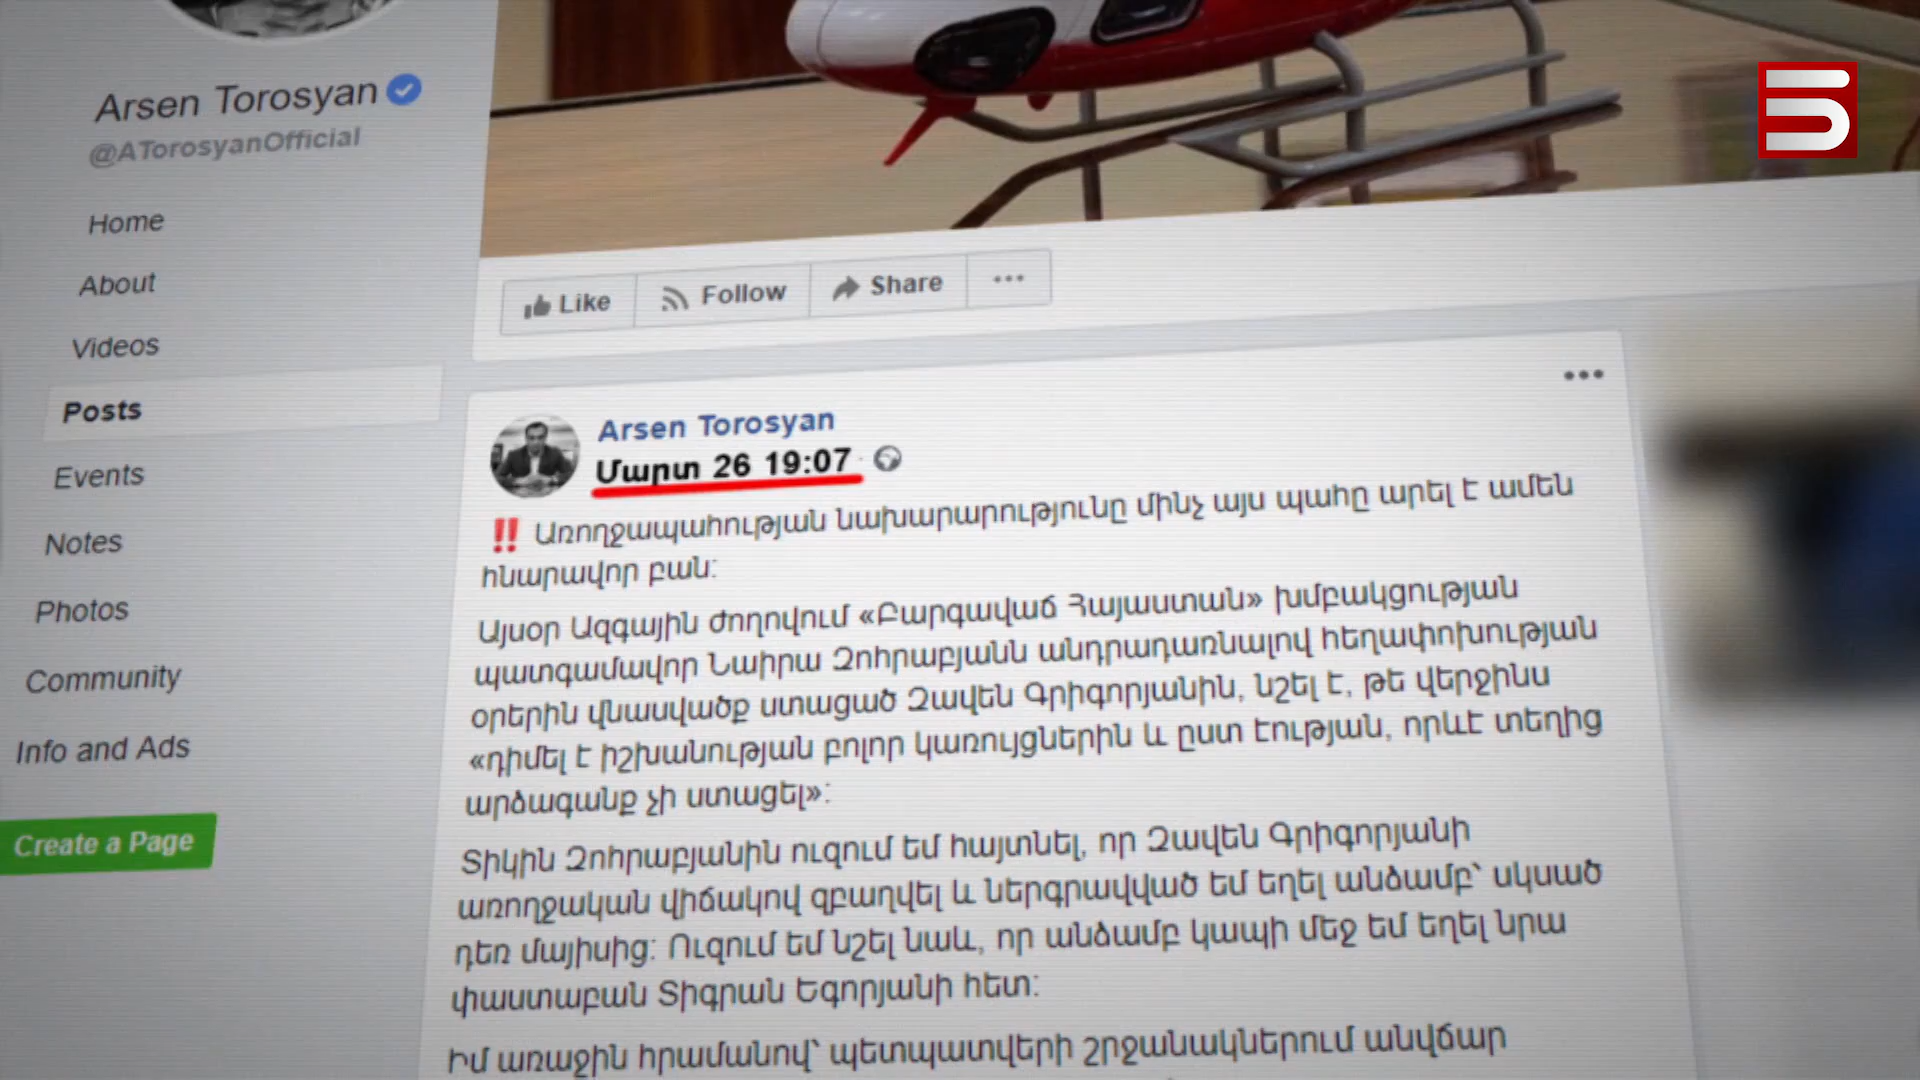 Arsen Torosyan
@ATorosyanOfficial
Home
About
Videos
Posts
Events
Notes
Photos
Community
Info and Ads
Create a Page
Like
Follow
Share
Arsen Torosyan
Մարտ 26 19:07
‼ Առողջապահության նախարարությունը մինչ այս պահը արել է ամեն
հնարավոր բան:
Այսօր Ազգային ժողովում «Բարգավաճ Հայաստան» խմբակցության
պատգամավոր Նաիրա Զոհրաբյանն անդրադառնալով հեղափոխության
օրերին վնասվածք ստացած Զավեն Գրիգորյանին, նշել է, թե վերջինս
«դիմել է իշխանության բոլոր կառույցներին և ըստ էության, որևէ տեղից
արձագանք չի ստացել»:
Տիկին Զոհրաբյանին ուզում եմ հայտնել, որ Զավեն Գրիգորյանի
առողջական վիճակով զբաղվել և ներգրավված եմ եղել անձամբ՝ սկսած
դեռ մայիսից: Ուզում եմ նշել նաև, որ անձամբ կապի մեջ եմ եղել նրա
փաստաբան Տիգրան Եգորյանի հետ:
Իմ առաջին հրամանով՝ պետպատվերի շրջանակներում անվճար